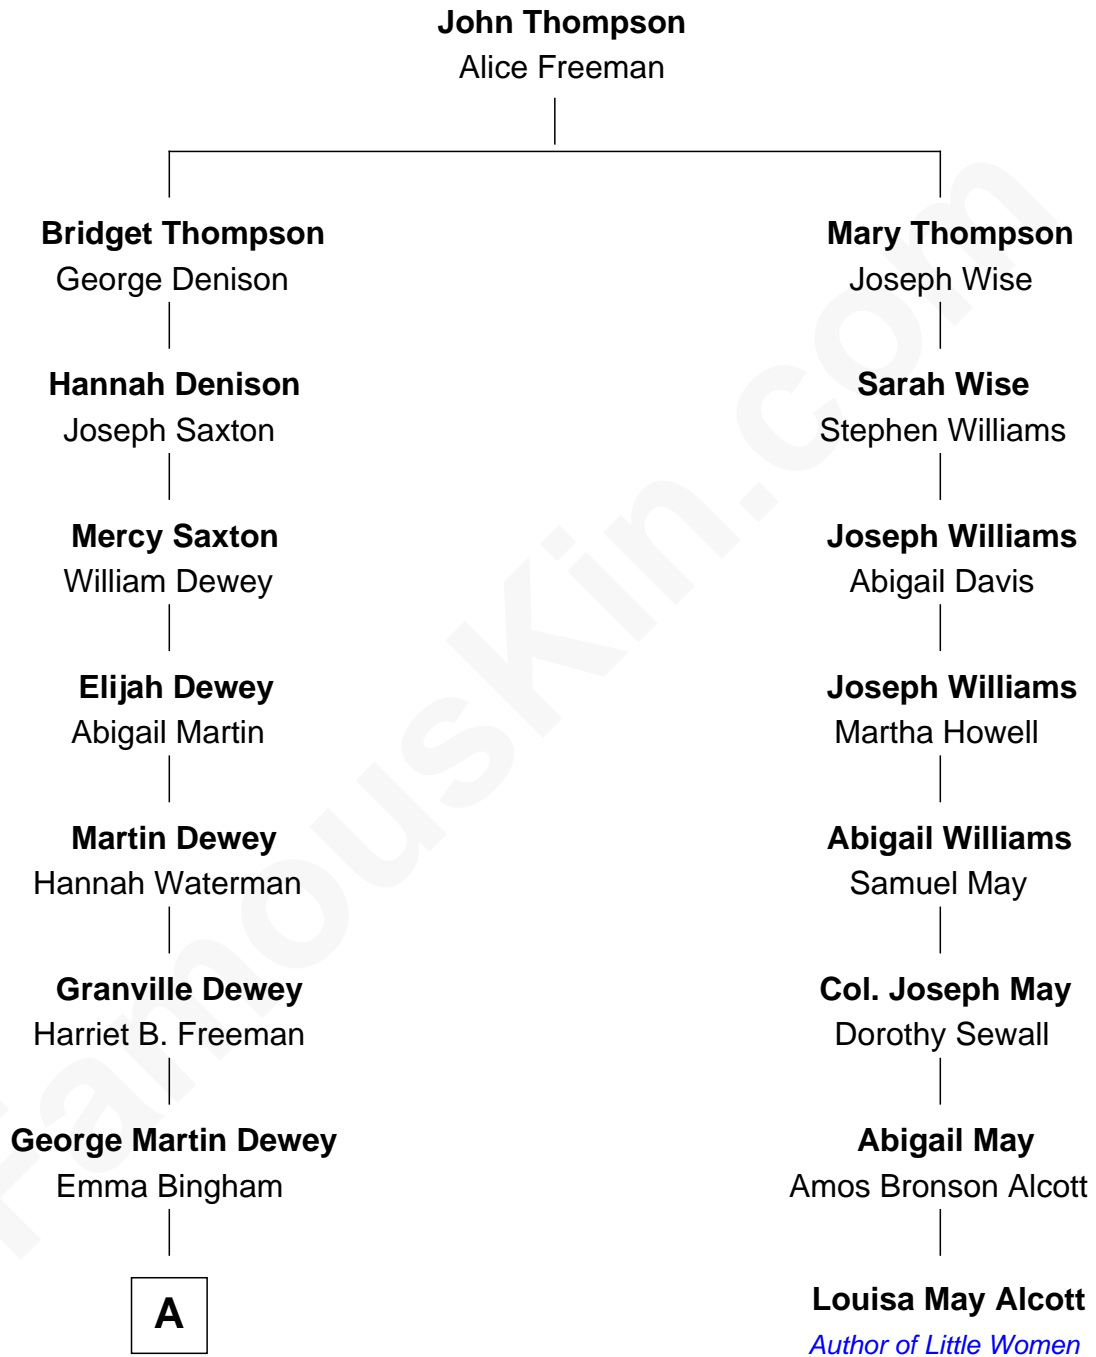 John Thompson
Alice Freeman
Bridget Thompson
George Denison
Mary Thompson
Joseph Wise
Hannah Denison
Joseph Saxton
Sarah Wise
Stephen Williams
Mercy Saxton
William Dewey
Joseph Williams
Abigail Davis
Elijah Dewey
Abigail Martin
Joseph Williams
Martha Howell
Martin Dewey
Hannah Waterman
Abigail Williams
Samuel May
Granville Dewey
Harriet B. Freeman
Col. Joseph May
Dorothy Sewall
George Martin Dewey
Emma Bingham
Abigail May
Amos Bronson Alcott
A
Louisa May Alcott
Author of Little Women
FamousKin.com